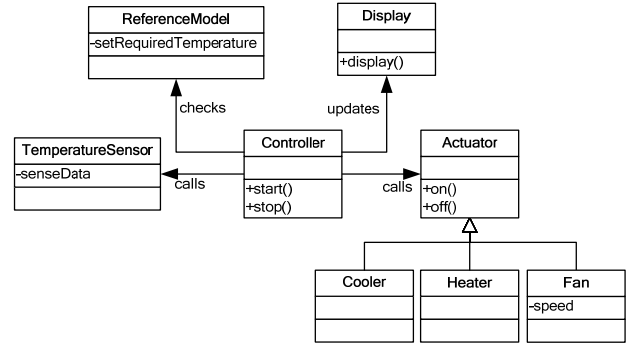 ReferenceModel
-setRequiredTemperature
Display
+display()
checks
updates
TemperatureSensor
-senseData
calls
Controller
+start()
+stop()
calls
Actuator
+on()
+off()
Cooler
Heater
Fan
-speed